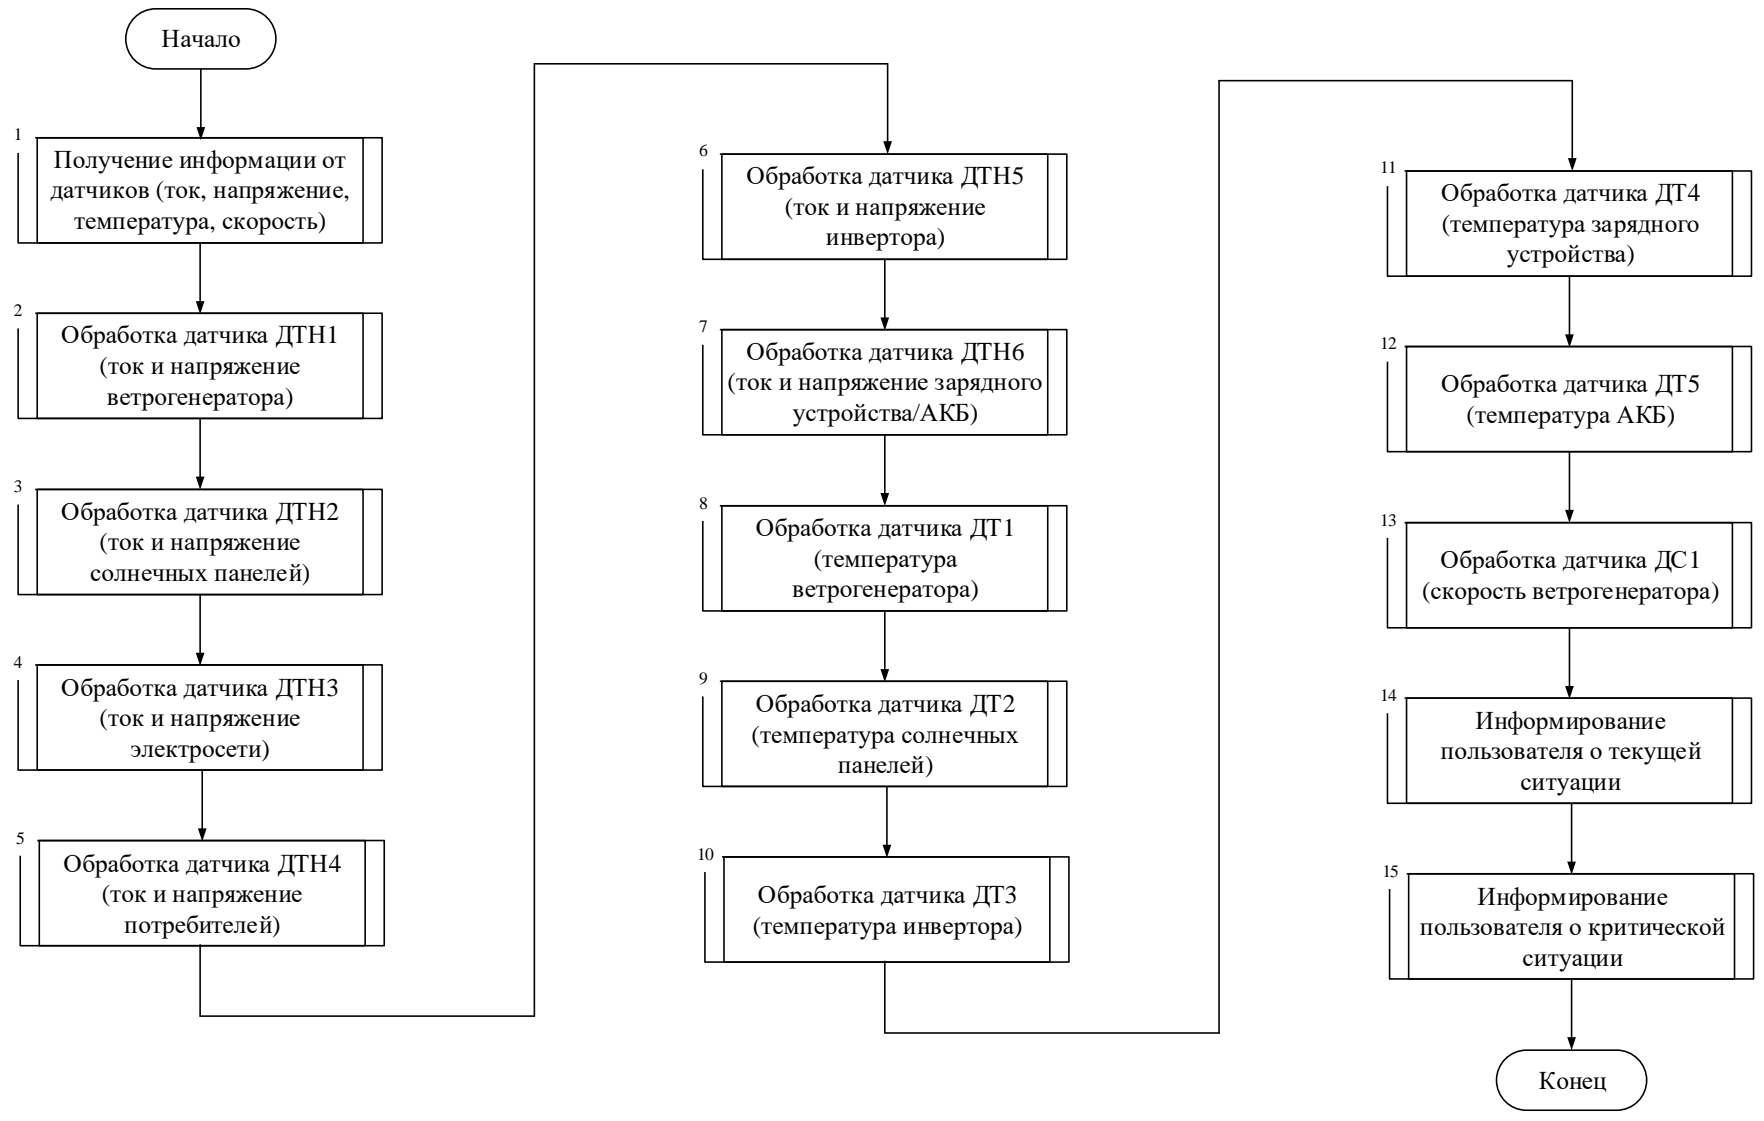 Начало
1
Получение информации от
датчиков (ток, напряжение,
температура, скорость)
2
Обработка датчика ДТН1
(ток и напряжение
ветрогенератора)
3
Обработка датчика ДТН2
(ток и напряжение
солнечных панелей)
4
Обработка датчика ДТН3
(ток и напряжение
электросети)
5
Обработка датчика ДТН4
(ток и напряжение
потребителей)
6
Обработка датчика ДТН5
(ток и напряжение
инвертора)
7
Обработка датчика ДТН6
(ток и напряжение зарядного
устройства/АКБ)
8
Обработка датчика ДТ1
(температура
ветрогенератора)
9
Обработка датчика ДТ2
(температура солнечных
панелей)
10
Обработка датчика ДТ3
(температура инвертора)
11
Обработка датчика ДТ4
(температура зарядного
устройства)
12
Обработка датчика ДТ5
(температура АКБ)
13
Обработка датчика ДС1
(скорость ветрогенератора)
14
Информирование
пользователя о текущей
ситуации
15
Информирование
пользователя о критической
ситуации
Конец